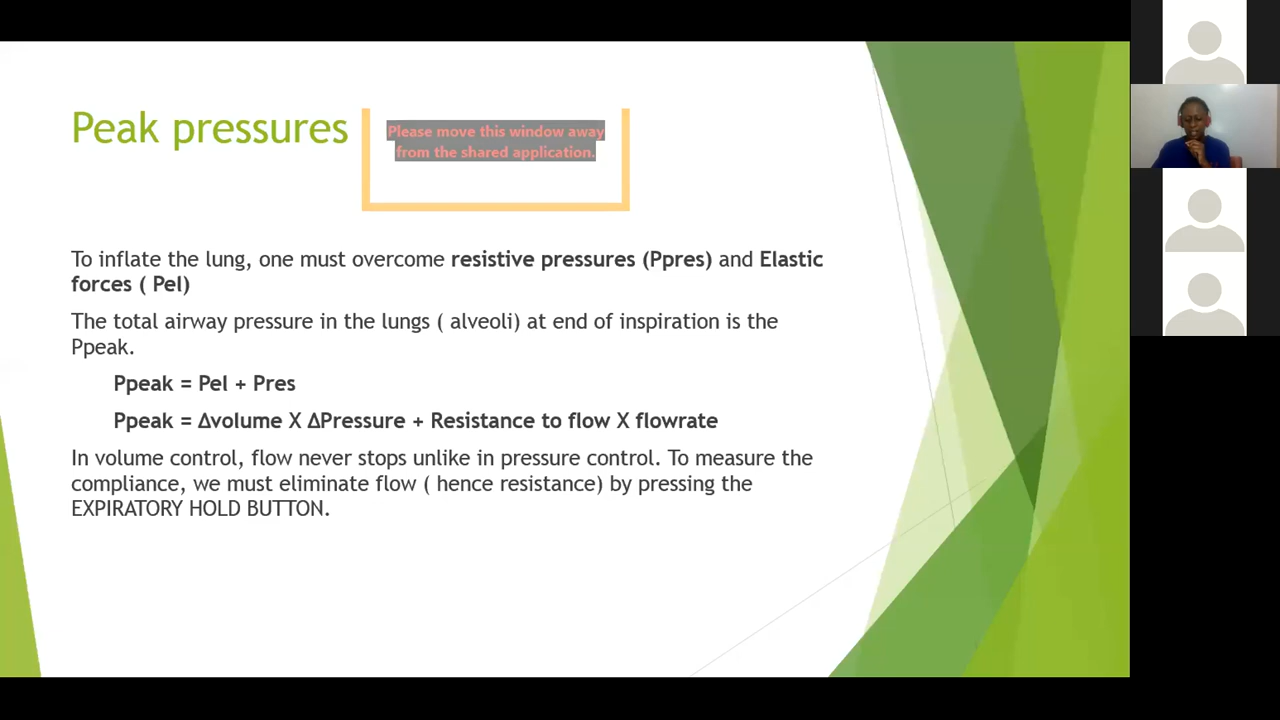 Peak pressures
Please move this window away
from the shared application.
To inflate the lung, one must overcome resistive pressures (Ppres) and Elastic
forces ( Pel)
The total airway pressure in the lungs ( alveoli) at end of inspiration is the
Ppeak.
Ppeak = Pel + Pres
Ppeak = Δvolume X ΔPressure + Resistance to flow X flowrate
In volume control, flow never stops unlike in pressure control. To measure the
compliance, we must eliminate flow ( hence resistance) by pressing the
EXPIRATORY HOLD BUTTON.